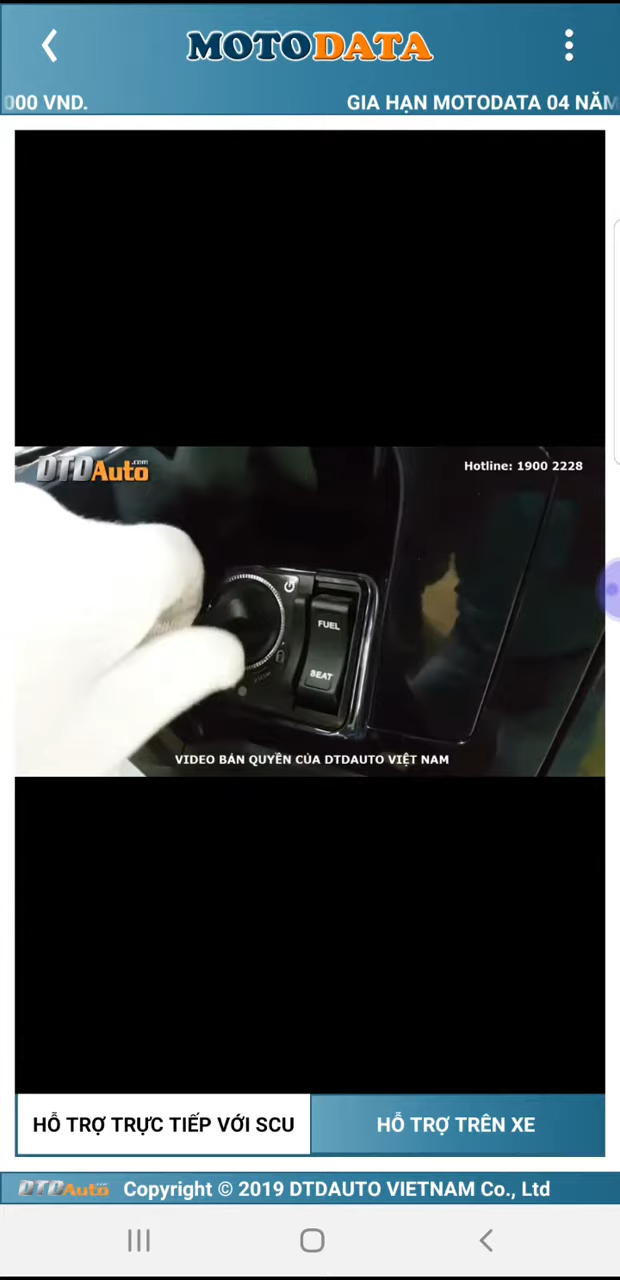 MOTODATA
000 VND. GIA HẠN MOTODATA 04 NĂM
DTDAuto.com
Hotline: 1900 2228
FUEL
SEAT
VIDEO BẢN QUYỀN CỦA DTDAUTO VIỆT NAM
HỖ TRỢ TRỰC TIẾP VỚI SCU
HỖ TRỢ TRÊN XE
DTDAuto.com Copyright © 2019 DTDAUTO VIETNAM Co., Ltd